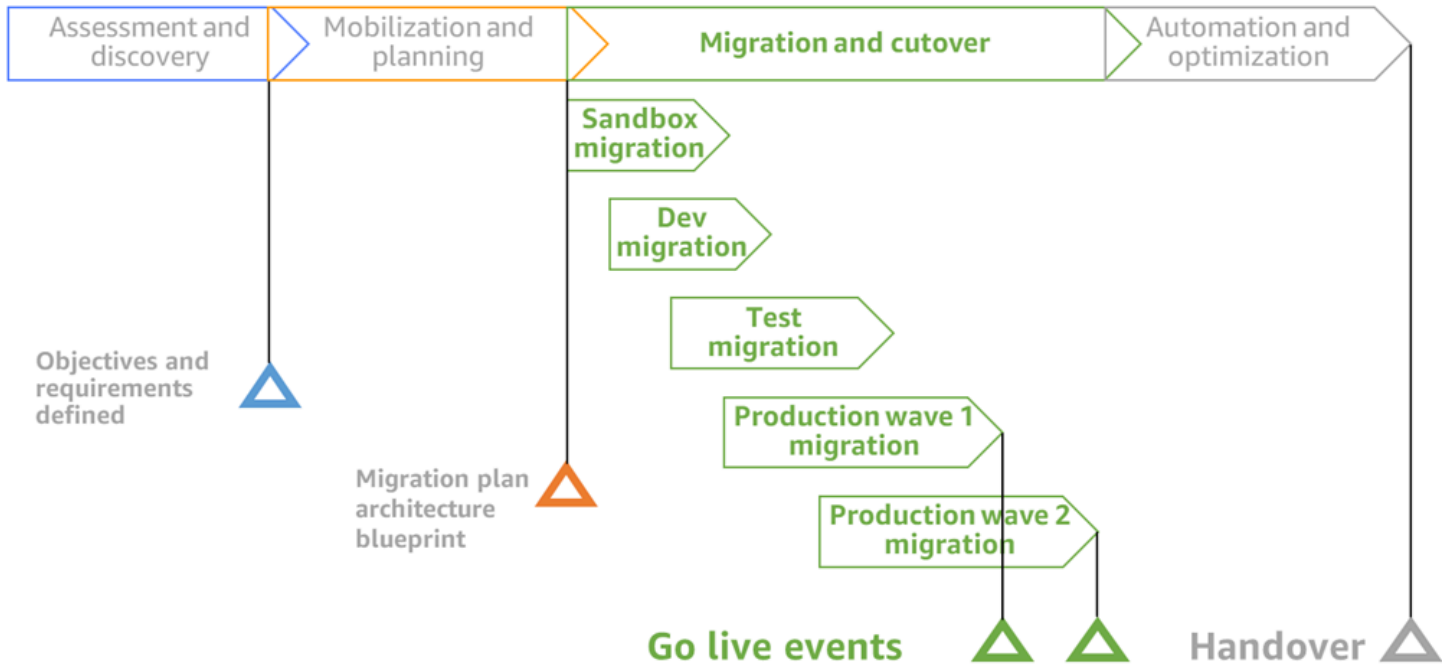 Assessment and
discovery
Mobilization and
planning
Migration and cutover
Automation and
optimization
Sandbox
migration
Dev
migration
Test
migration
Objectives and
requirements
defined
Production wave 1
migration
Migration plan
architecture
blueprint
Production wave 2
migration
Go live events
Handover